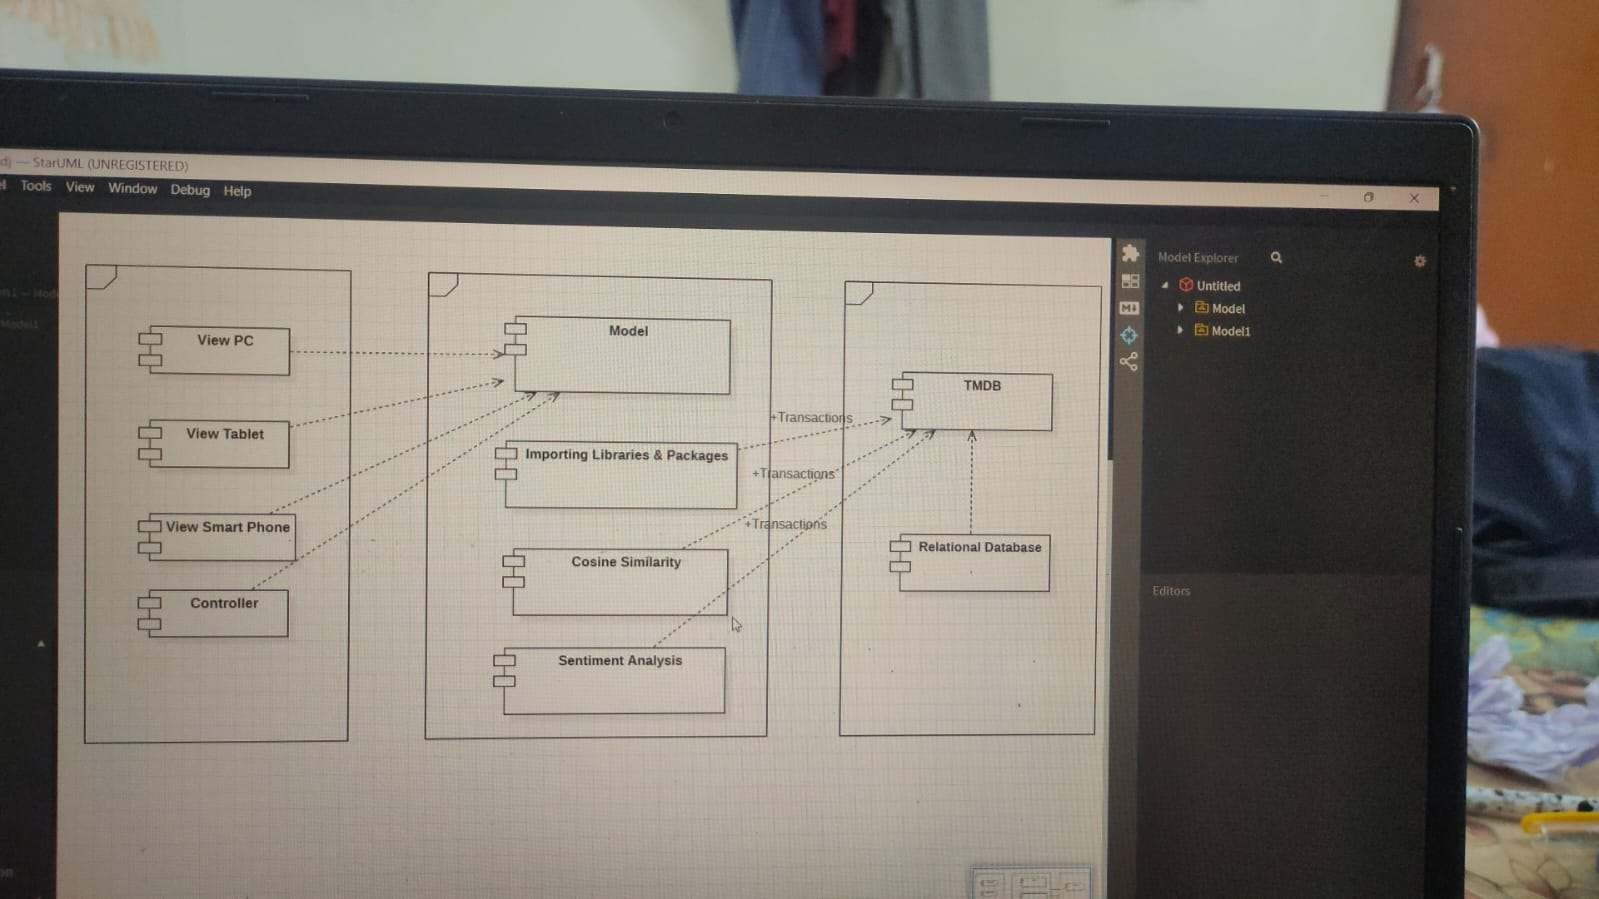 — StarUML (UNREGISTERED)
Tools View Window Debug Help
Model Explorer
Untitled
Model
Model1
Editors
View PC
View Tablet
View Smart Phone
Controller
Model
Importing Libraries & Packages
Cosine Similarity
Sentiment Analysis
+Transactions
+Transactions
+Transactions
TMDB
Relational Database